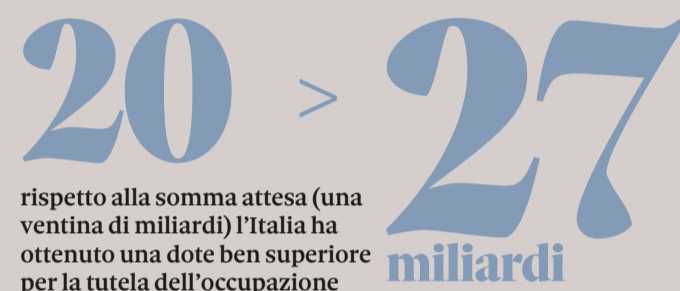 20 > 27
rispetto alla somma attesa (una
ventina di miliardi) l'Italia ha
ottenuto una dote ben superiore
per la tutela dell'occupazione
miliardi